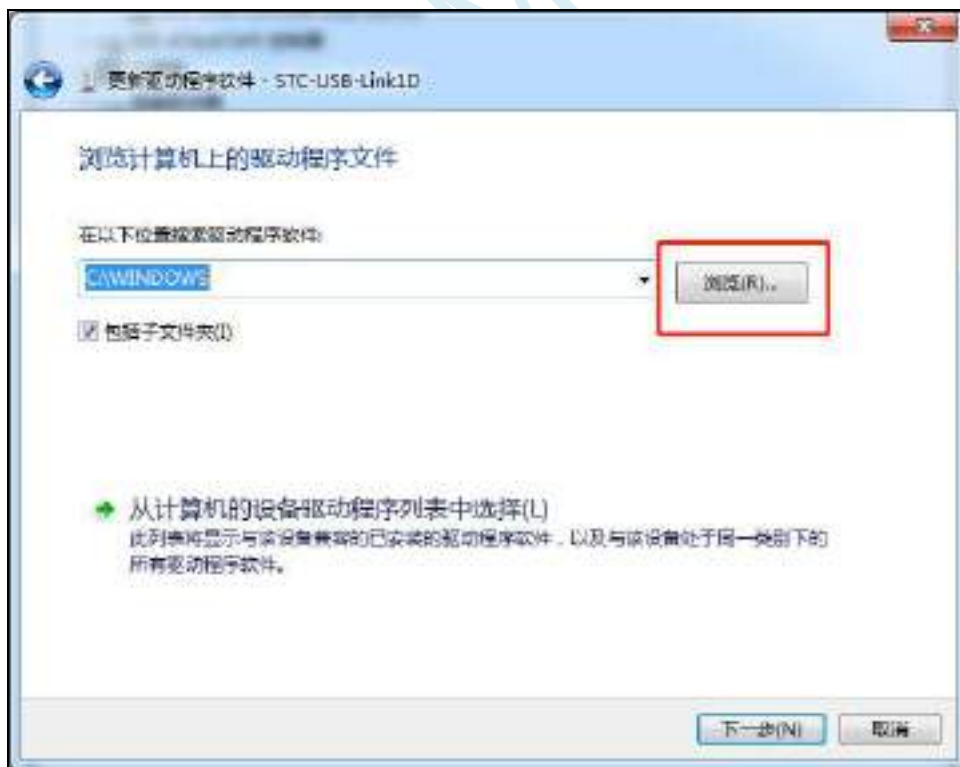 更新驱动程序软件 - STC-USB-Link1D
浏览计算机上的驱动程序文件
在以下位置搜索驱动程序软件:
C:\WINDOWS
浏览(R)...
包括子文件夹(I)
从计算机的设备驱动程序列表中选择(L)
此列表将显示与该设备兼容的已安装的驱动程序软件，以及与该设备处于同一类别下的
所有驱动程序软件。
下一步(N)
取消